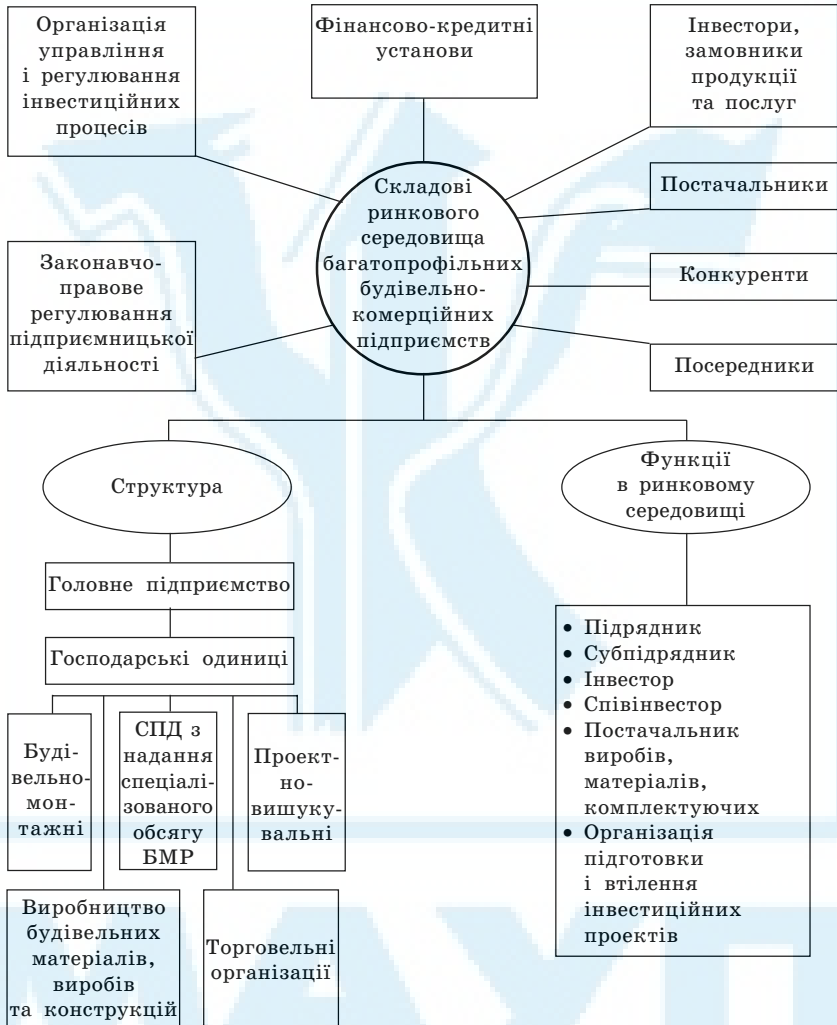 Організація
управління
і регулювання
інвестиційних
процесів
Фінансово-кредитні
установи
Інвестори,
замовники
продукції
та послуг
Складові
ринкового
середовища
багатопрофільних
будівельно-
комерційних
підприємств
Постачальники
Законавчо-
правове
регулювання
підприємницької
діяльності
Конкуренти
Посередники
Структура
Функції
в ринковому
середовищі
Головне підприємство
Господарські одиниці
Буді-
вельно-
мон-
тажні
СПД з
надання
спеціалі-
зованого
обсягу
БМР
Проект-
но-
вишуку-
вальні
Виробництво
будівельних
матеріалів,
виробів
та конструкцій
Торговельні
організації
• Підрядник
• Субпідрядник
• Інвестор
• Співінвестор
• Постачальник
виробів,
матеріалів,
комплектуючих
• Організація
підготовки
і втілення
інвестиційних
проектів
МАУП